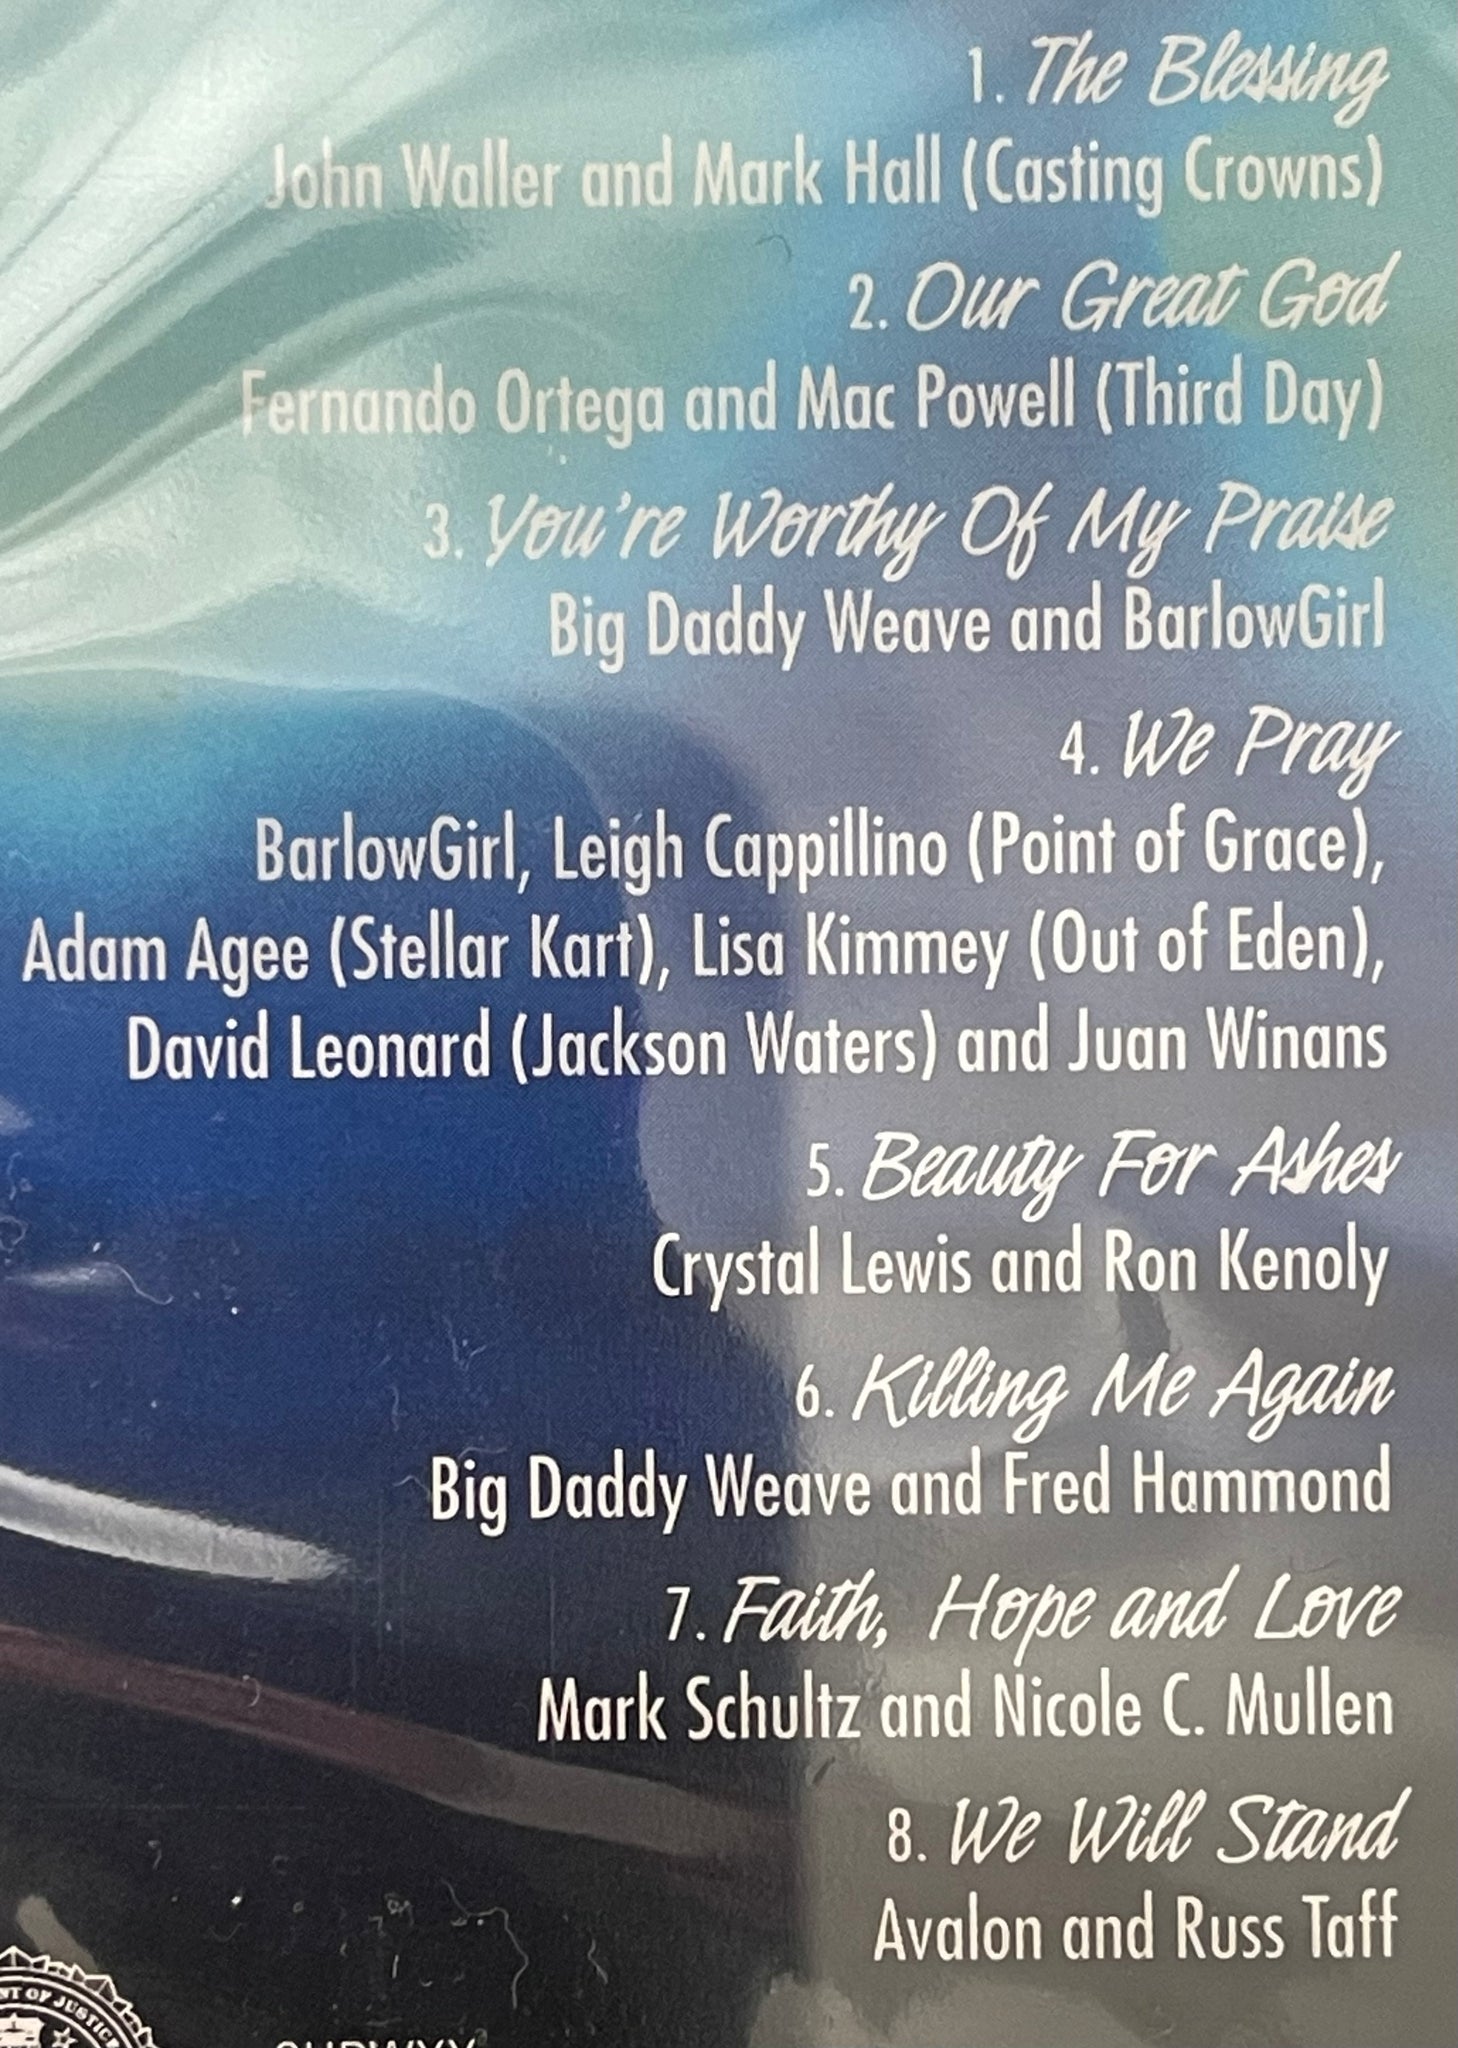 1. The Blessing
John Waller and Mark Hall (Casting Crowns)
2. Our Great God
Fernando Ortega and Mac Powell (Third Day)
3. You're Worthy Of My Praise
Big Daddy Weave and BarlowGirl
4. We Pray
BarlowGirl, Leigh Cappillino (Point of Grace),
Adam Agee (Stellar Kart), Lisa Kimmey (Out of Eden),
David Leonard (Jackson Waters) and Juan Winans
5. Beauty For Ashes
Crystal Lewis and Ron Kenoly
6. Killing Me Again
Big Daddy Weave and Fred Hammond
7. Faith, Hope and Love
Mark Schultz and Nicole C. Mullen
8. We Will Stand
Avalon and Russ Taff
OF JUSTICE